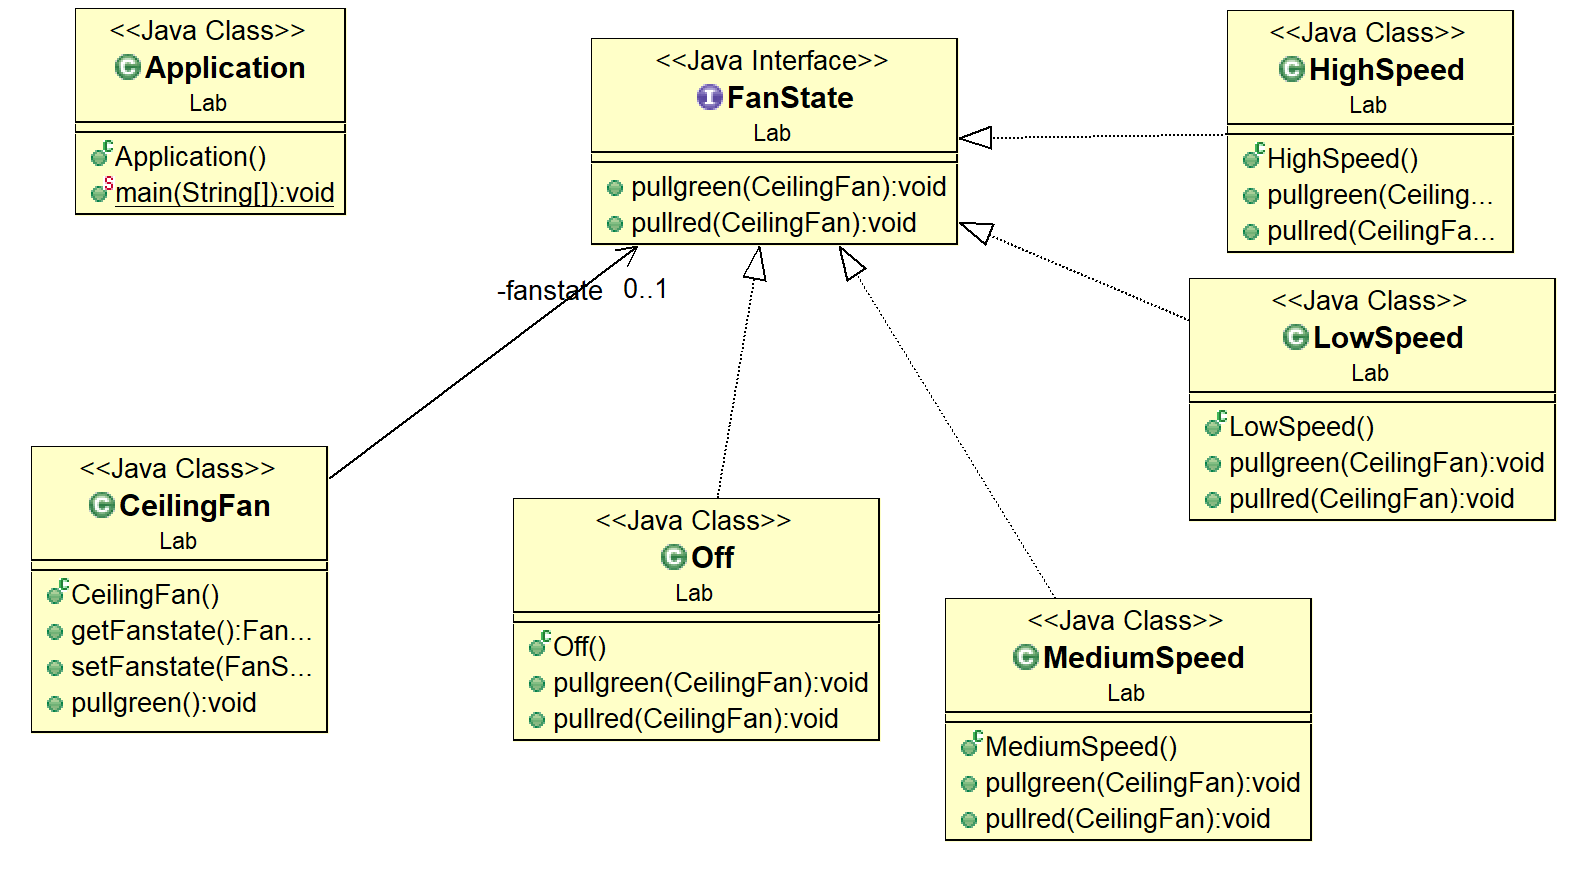 <<Java Class>>
Application
Lab
Application()
main(String[]):void
<<Java Interface>>
FanState
Lab
pullgreen(CeilingFan):void
pullred(CeilingFan):void
<<Java Class>>
HighSpeed
Lab
HighSpeed()
pullgreen(Ceiling...
pullred(CeilingFa...
-fanstate 0..1
<<Java Class>>
LowSpeed
Lab
LowSpeed()
pullgreen(CeilingFan):void
pullred(CeilingFan):void
<<Java Class>>
CeilingFan
Lab
CeilingFan()
getFanstate():Fan...
setFanstate(FanS...
pullgreen():void
<<Java Class>>
Off
Lab
Off()
pullgreen(CeilingFan):void
pullred(CeilingFan):void
<<Java Class>>
MediumSpeed
Lab
MediumSpeed()
pullgreen(CeilingFan):void
pullred(CeilingFan):void